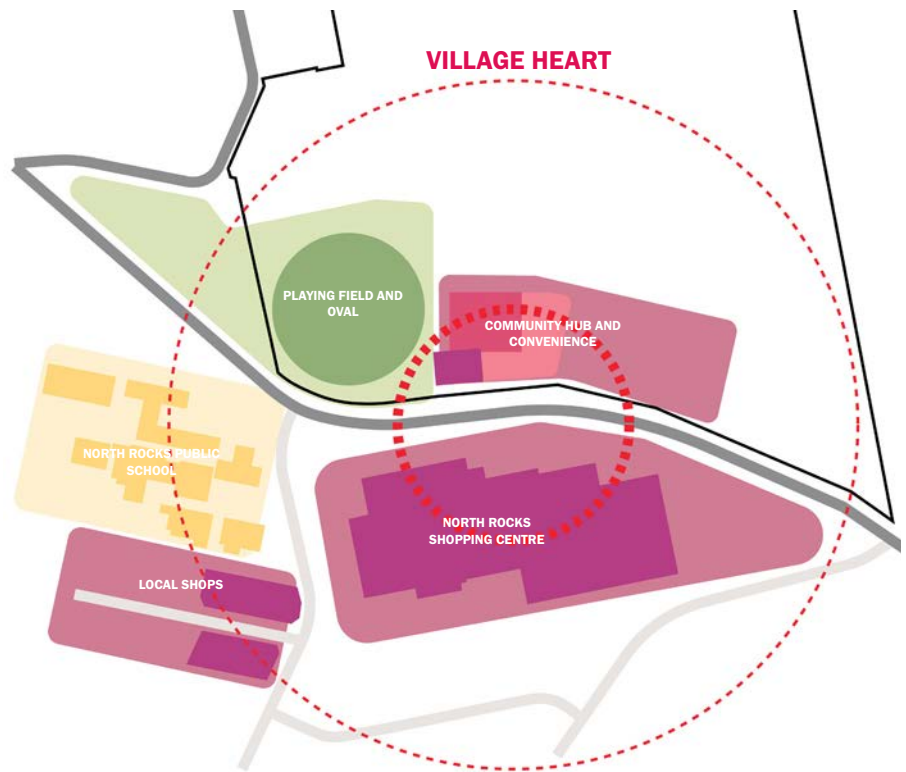 VILLAGE HEART
PLAYING FIELD AND
OVAL
COMMUNITY HUB AND
CONVENIENCE
NORTH ROCKS PUBLIC
SCHOOL
NORTH ROCKS
SHOPPING CENTRE
LOCAL SHOPS